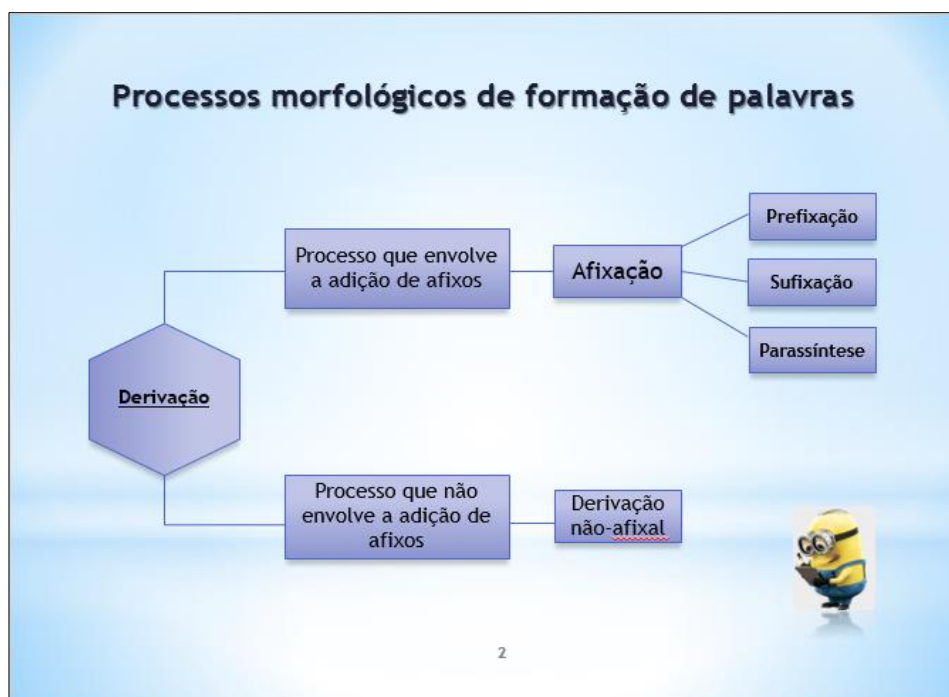 Processos morfológicos de formação de palavras
Processo que envolve
a adição de afixos
Afixação
Prefixação
Sufixação
Parassíntese
Derivação
Processo que não
envolve a adição de
afixos
Derivação
não-afixal
2